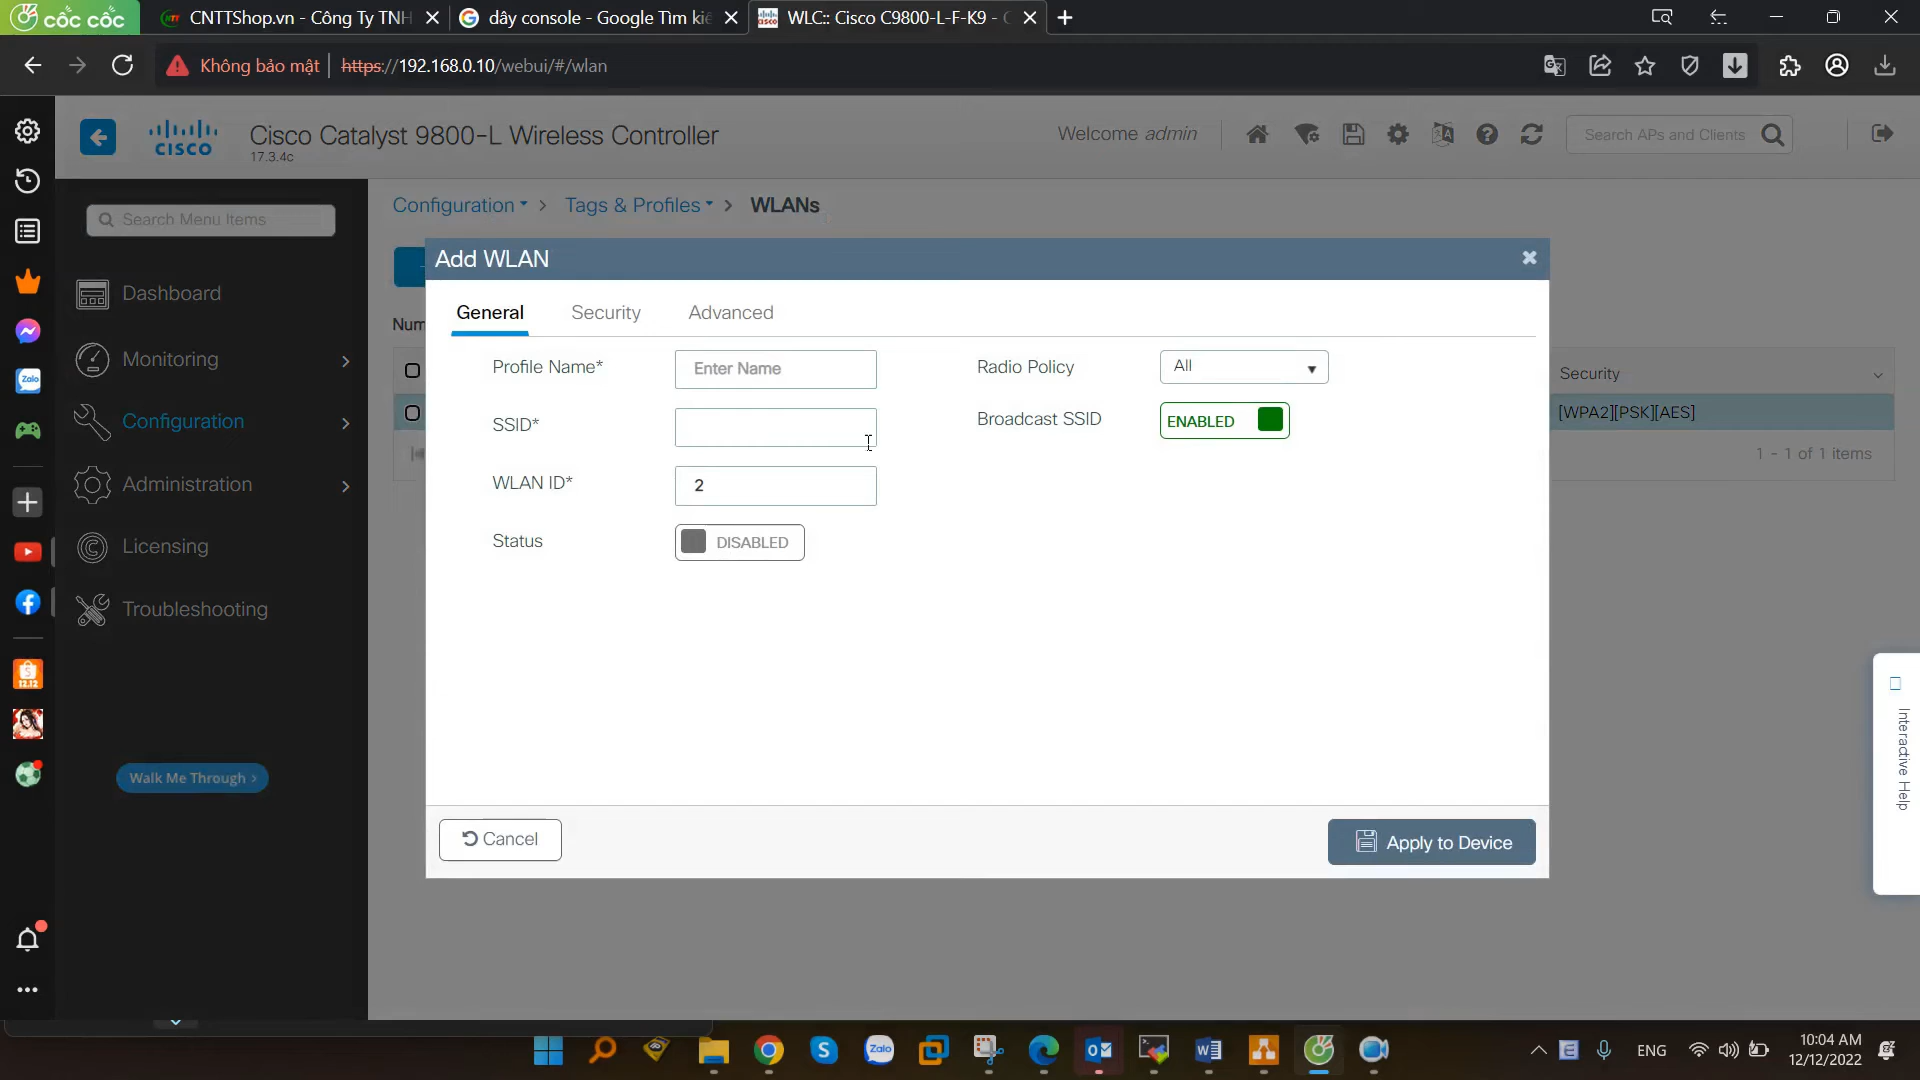 cốc cốc
CNTTShop.vn - Công Ty TNH
dây console - Google Tìm kiế
WLC:: Cisco C9800-L-F-K9 - C
Không bảo mật
https://192.168.0.10/webui/#/wlan
CISCO
Cisco Catalyst 9800-L Wireless Controller
17.3.4c
Welcome admin
Search APs and Clients
Search Menu Items
Dashboard
Monitoring
Configuration
Administration
Licensing
Troubleshooting
Walk Me Through >
Configuration > Tags & Profiles > WLANs
Num
Add WLAN
General
Security
Advanced
Profile Name*
Enter Name
SSID*
WLAN ID*
2
Status
DISABLED
Radio Policy
All
Broadcast SSID
ENABLED
Cancel
Apply to Device
Security
[WPA2][PSK][AES]
1 - 1 of 1 items
Interactive Help
Zalo
12.12
Zalo
ENG
10:04 AM
12/12/2022